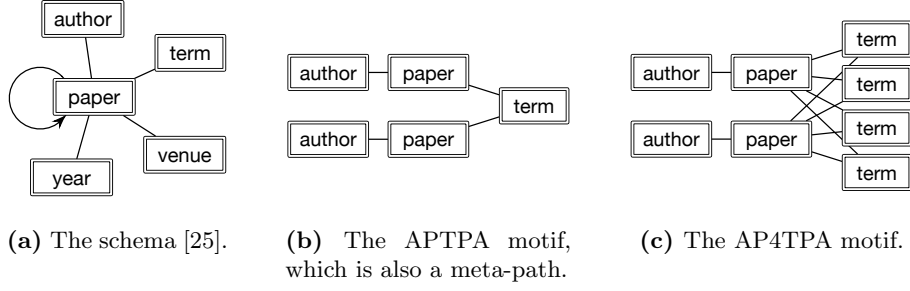 author
term
paper
venue
year
author
paper
term
author
paper
author
paper
term
term
author
paper
term
term
(a) The schema [25].
(b) The APTPA motif,
which is also a meta-path.
(c) The AP4TPA motif.